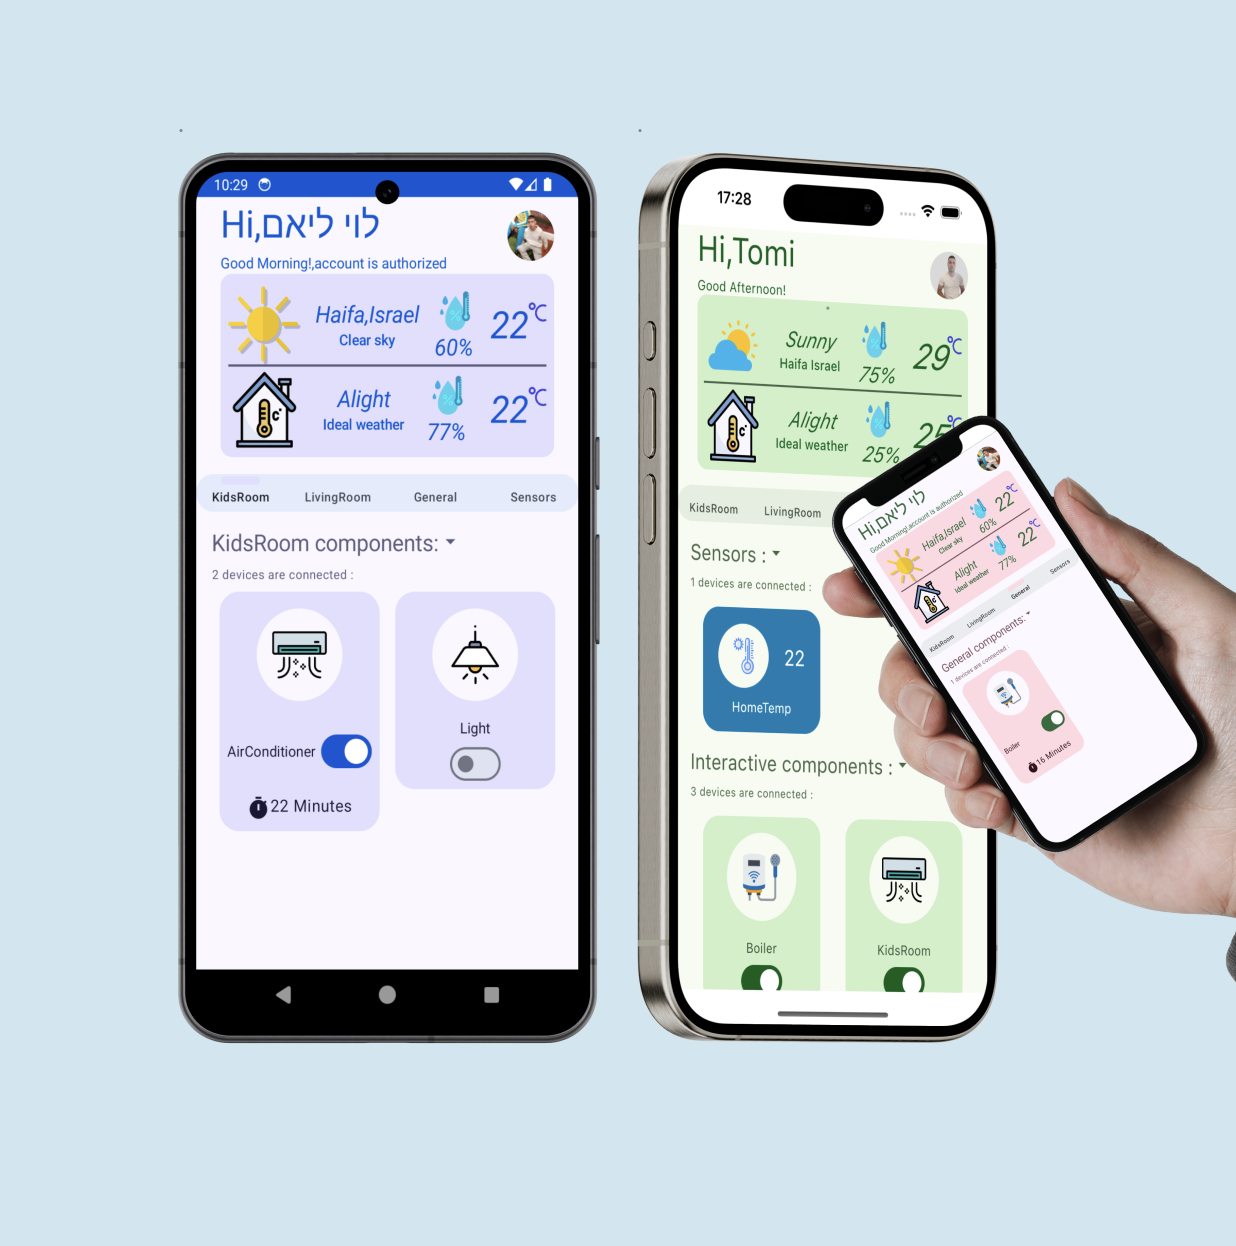 10:29
Hi,לוי ליאם
Good Morning!,account is authorized
Haifa,Israel
Clear sky
60%
22°C
Alight
Ideal weather
77%
22°C
KidsRoom LivingRoom General Sensors
KidsRoom components:
2 devices are connected :
AirConditioner
22 Minutes
Light
17:28
Hi,Tomi
Good Afternoon!
Sunny
Haifa Israel
75%
29°C
Alight
Ideal weather
25%
25°C
KidsRoom LivingRoom
Sensors :
1 devices are connected :
22
HomeTemp
Interactive components :
3 devices are connected :
Boiler
KidsRoom
Hi,לוי ליאם
Good Morning!,account is authorized
Haifa,Israel
Clear sky
60%
22°C
Alight
Ideal weather
77%
22°C
KidsRoom LivingRoom General Sensors
General components:
1 devices are connected :
Boiler
16 Minutes